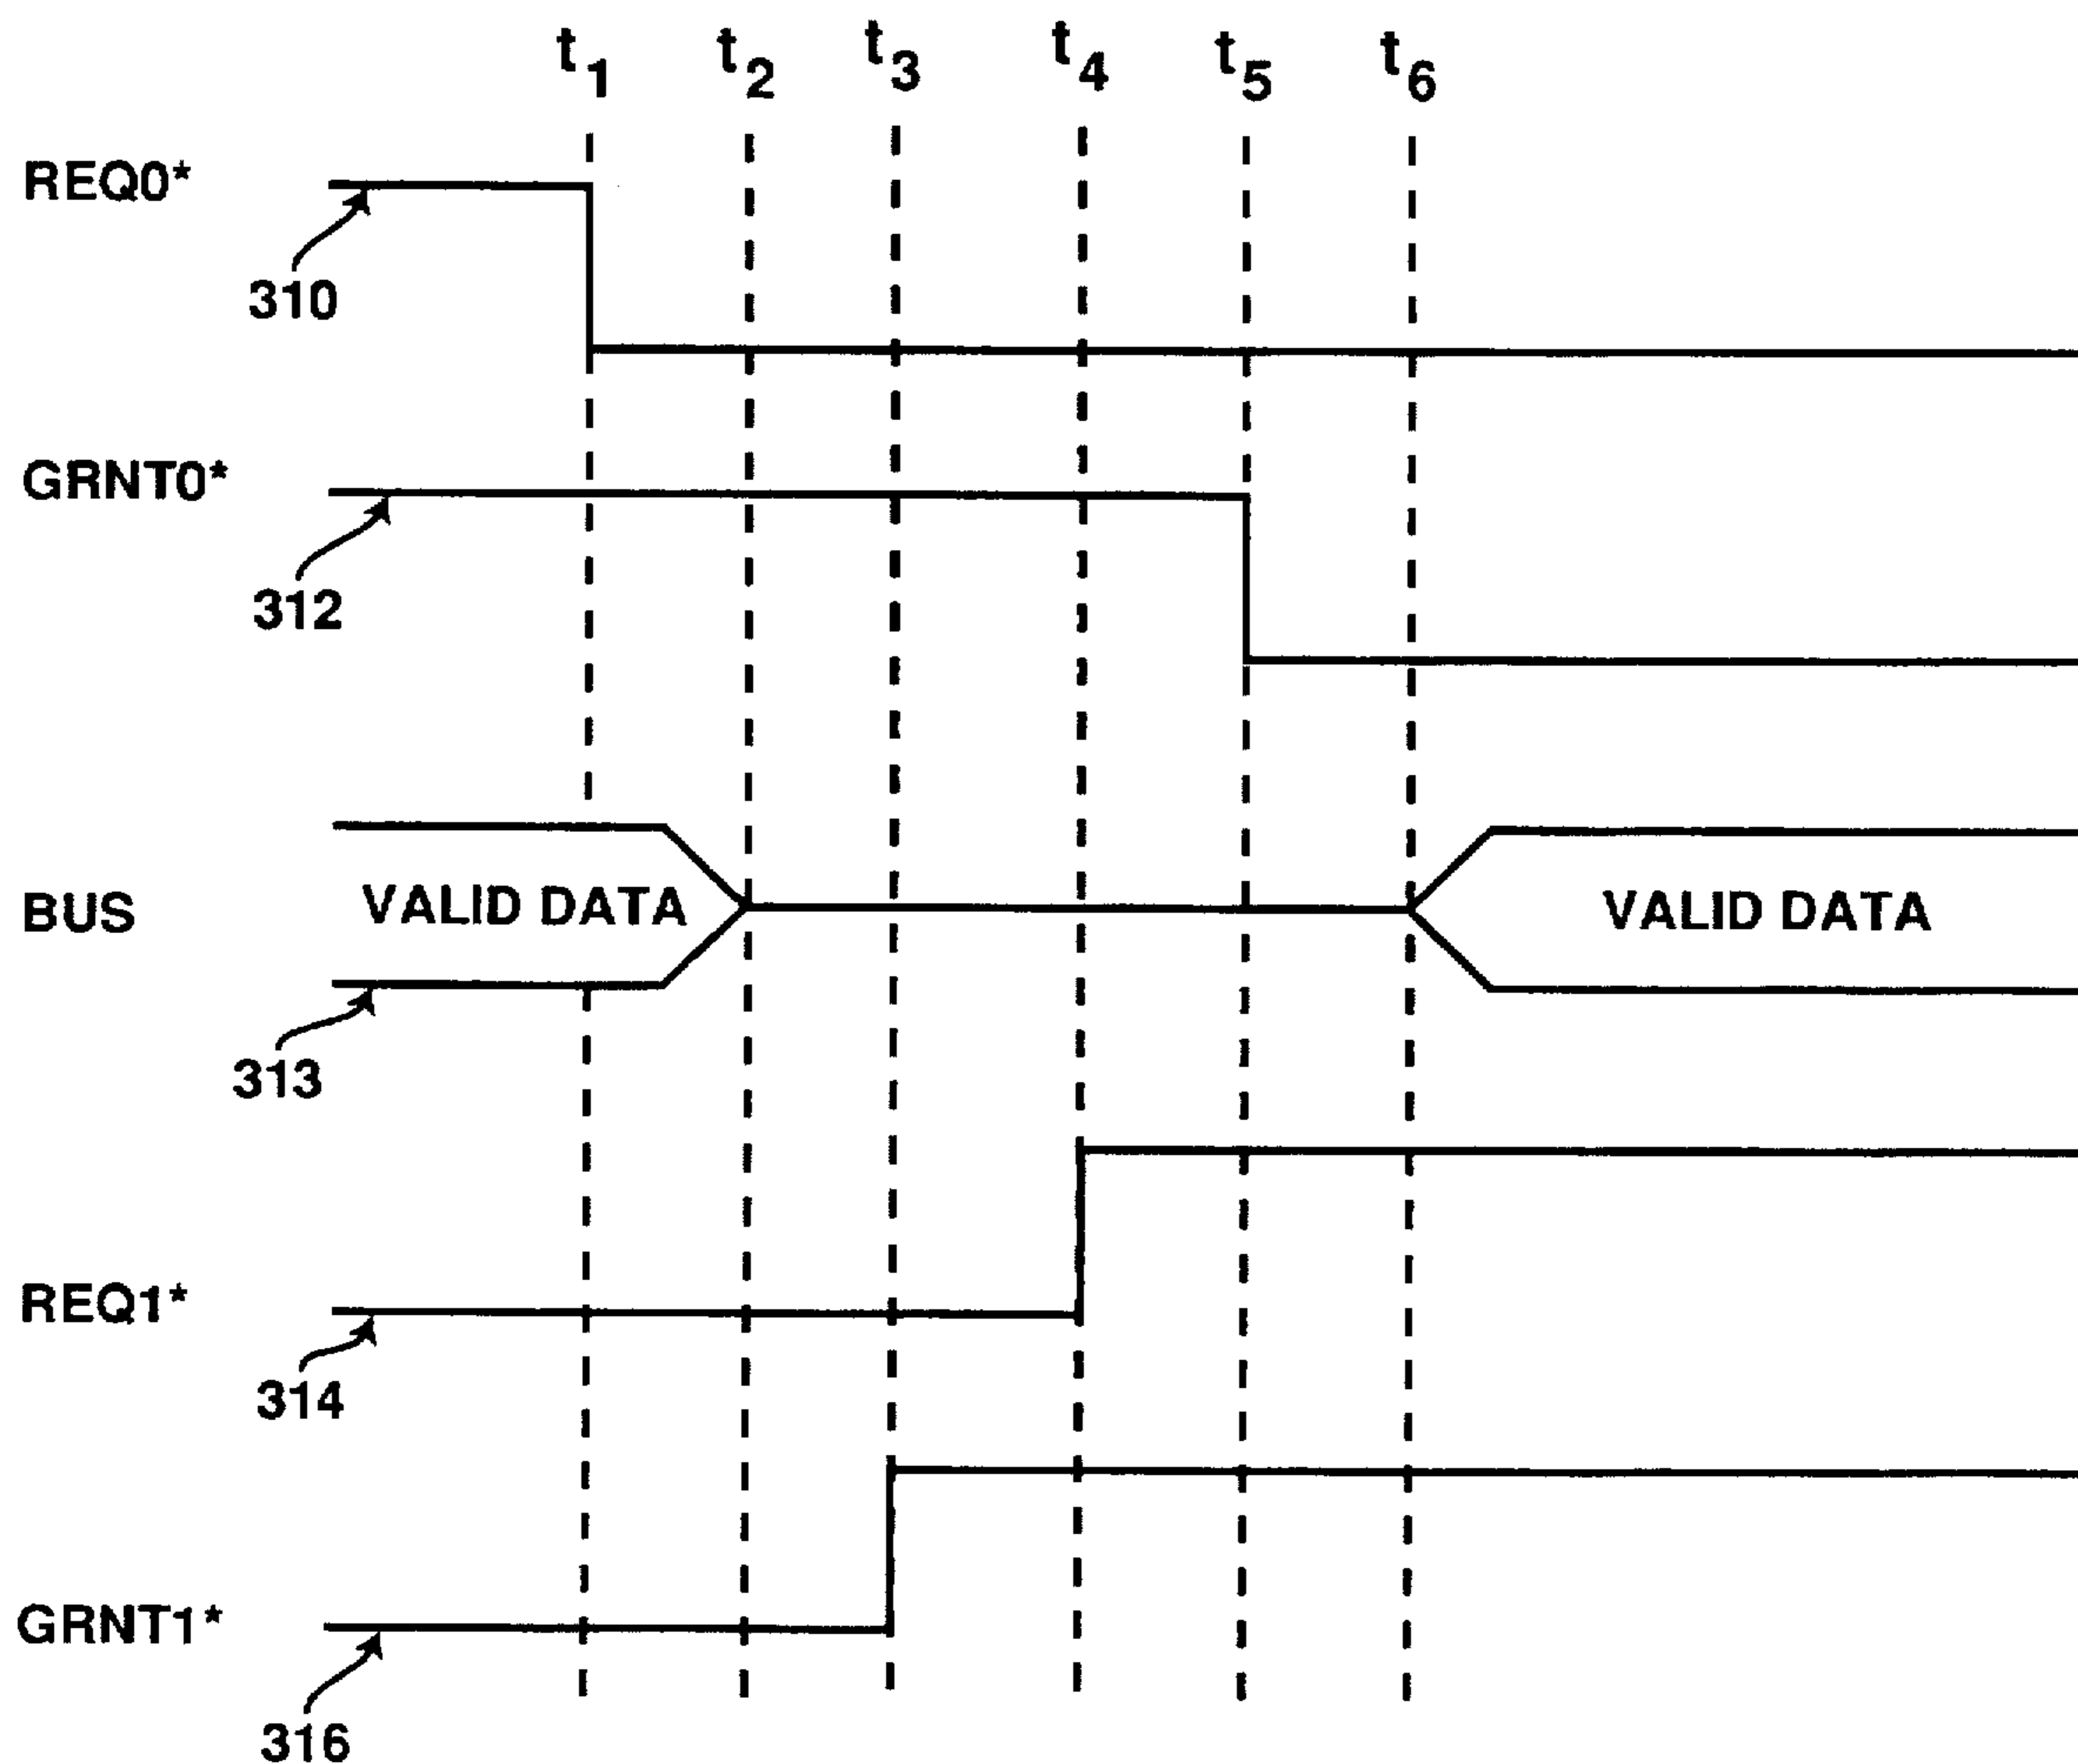 t1 t2 t3 t4 t5 t6
REQ0*
310
GRNT0*
312
BUS
VALID DATA
VALID DATA
313
REQ1*
314
GRNT1*
316